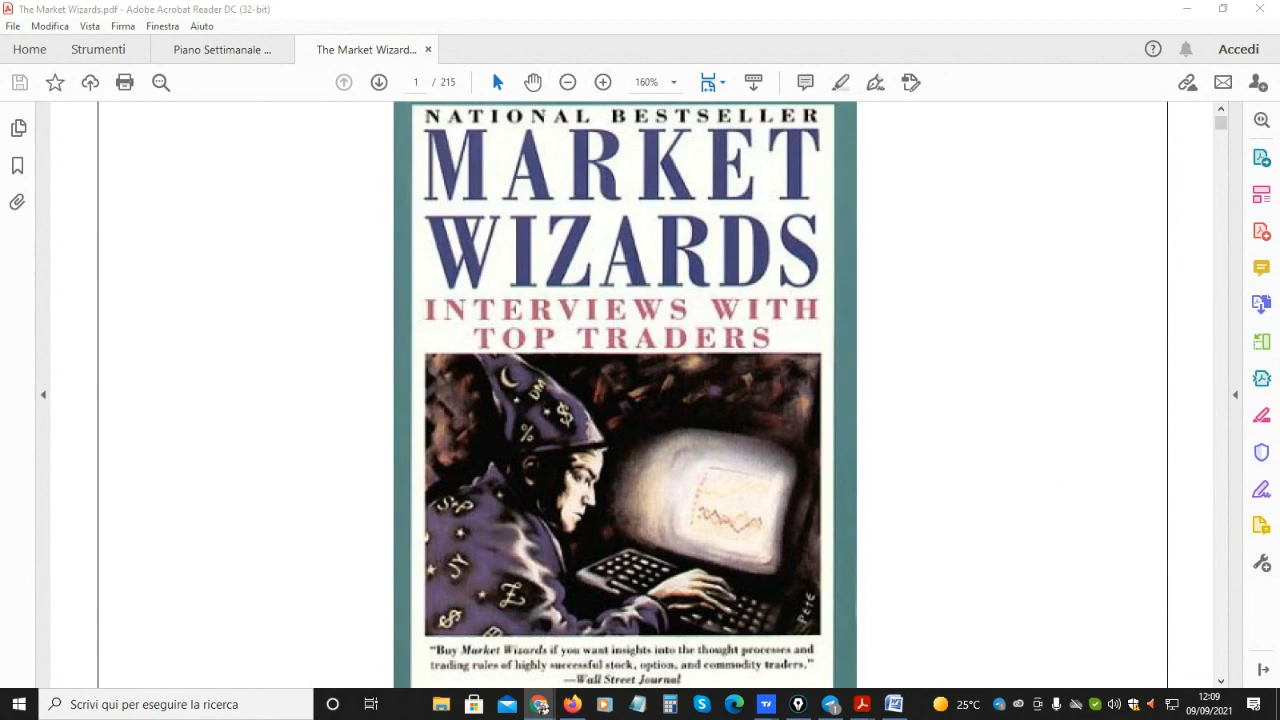 The Market Wizards.pdf - Adobe Acrobat Reader DC (32-bit)
File Modifica Vista Firma Finestra Aiuto
Home Strumenti Piano Settimanale ... The Market Wizard... × Accedi
1 / 215 160%
NATIONAL BESTSELLER
MARKET
WIZARDS
INTERVIEWS WITH
TOP TRADERS
DM
$
%
S+P
JY
£
$
Pete
"Buy Market Wizards if you want insights into the thought processes and
trading rules of highly successful stock, option, and commodity traders."
—Wall Street Journal
Scrivi qui per eseguire la ricerca
25°C
12:09
09/09/2021